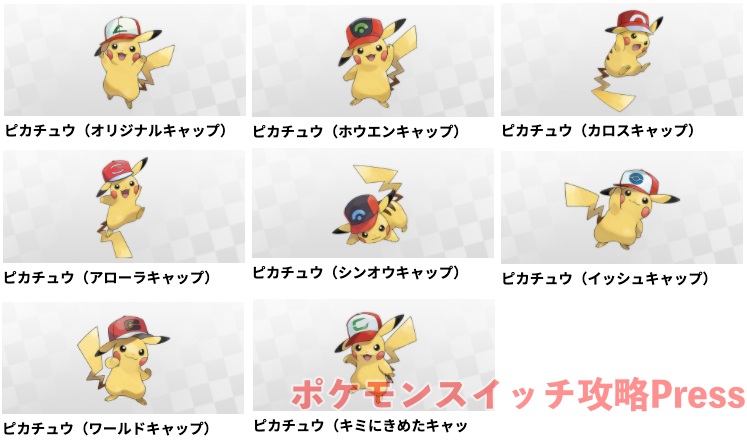 ピカチュウ（オリジナルキャップ）
ピカチュウ（ホウエンキャップ）
ピカチュウ（カロスキャップ）
ピカチュウ（アローラキャップ）
ピカチュウ（シンオウキャップ）
ピカチュウ（イッシュキャップ）
ポケモンスイッチ攻略Press
ピカチュウ（ワールドキャップ）
ピカチュウ（キミにきめたキャッ